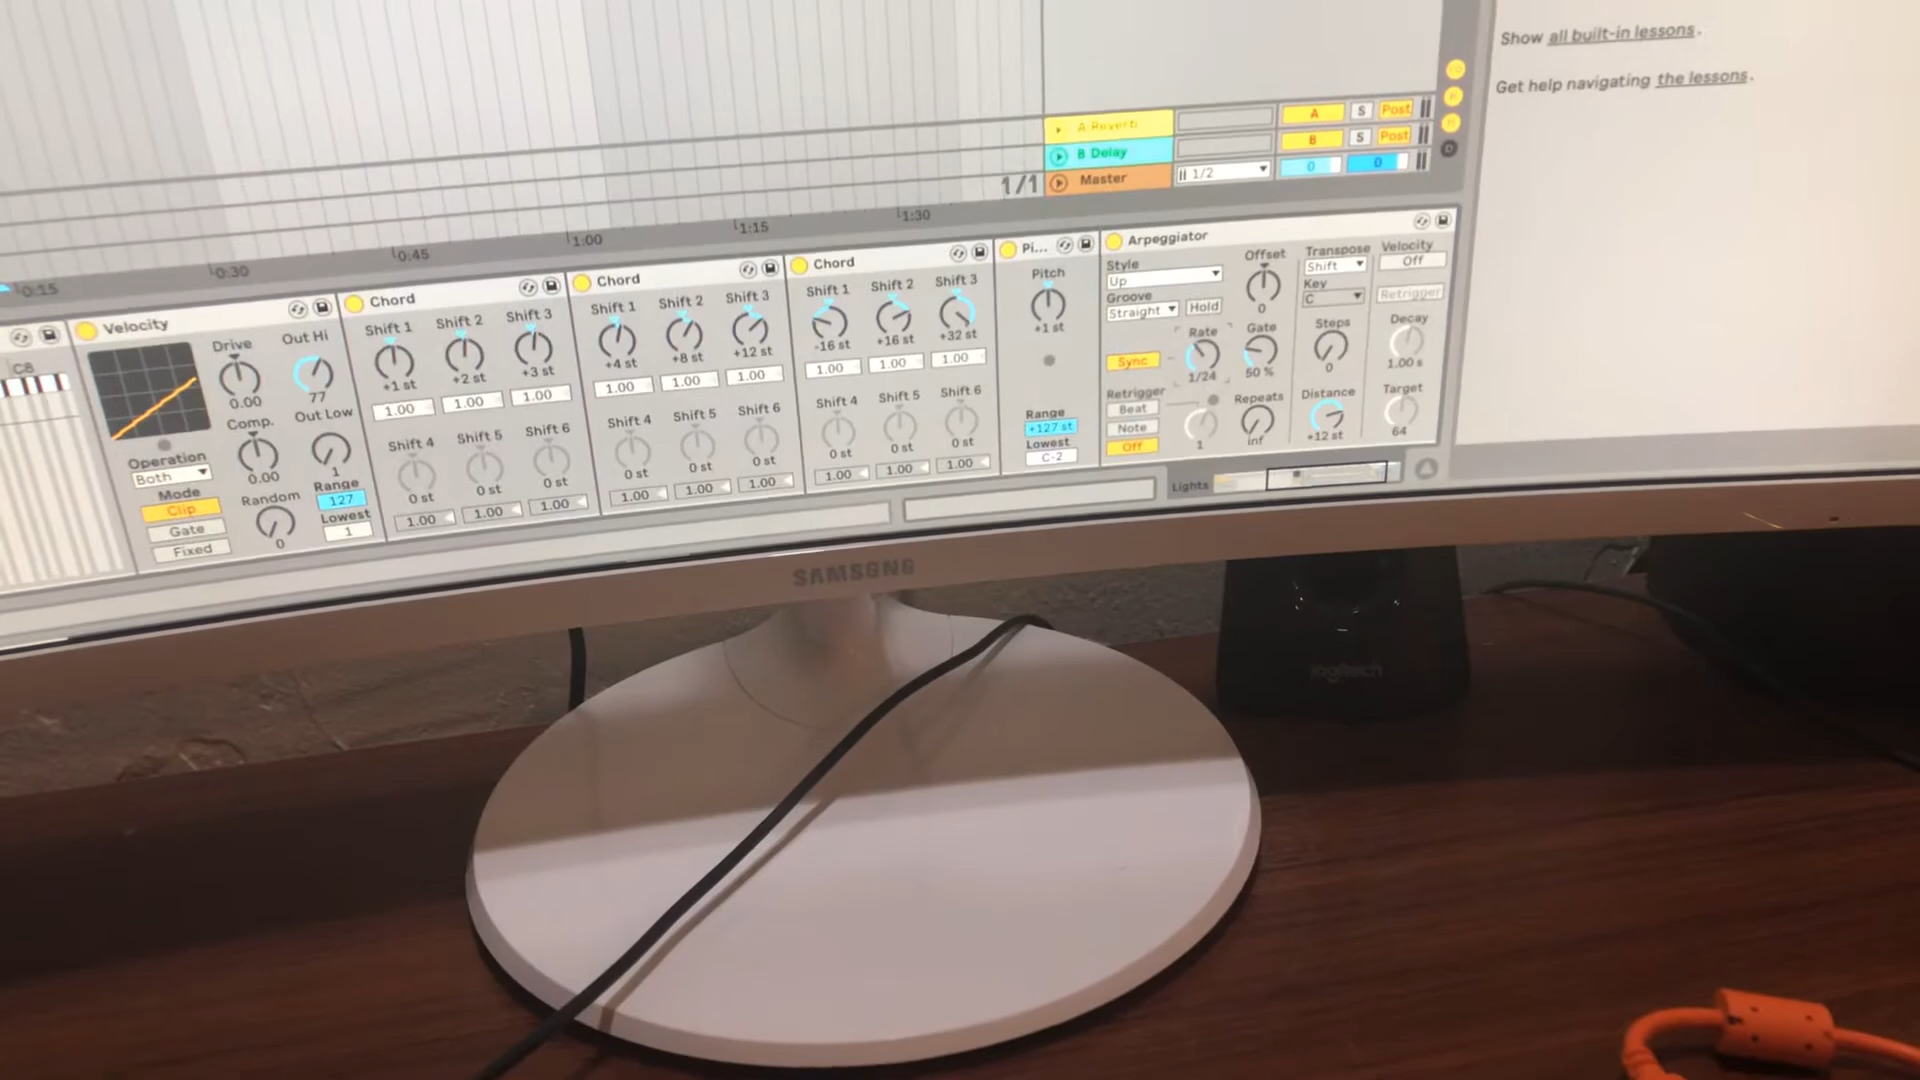 Show all built-in lessons.
Get help navigating the lessons.
A Reverb
A S Post
B Delay
B S Post
1/1
Master
1/2
0
0
0:15
0:30
0:45
1:00
1:15
1:30
C8
Velocity
Drive
0.00
Out Hi
77
Comp.
0.00
Out Low
1
Operation
Both
Mode
Clip
Gate
Fixed
Random
0
Range
127
Lowest
1
Chord
Shift 1 Shift 2 Shift 3
+1 st +2 st +3 st
1.00 1.00 1.00
Shift 4 Shift 5 Shift 6
0 st 0 st 0 st
1.00 1.00 1.00
Chord
Shift 1 Shift 2 Shift 3
+4 st +8 st +12 st
1.00 1.00 1.00
Shift 4 Shift 5 Shift 6
0 st 0 st 0 st
1.00 1.00 1.00
Chord
Shift 1 Shift 2 Shift 3
-16 st +16 st +32 st
1.00 1.00 1.00
Shift 4 Shift 5 Shift 6
0 st 0 st 0 st
1.00 1.00 1.00
Pi...
Pitch
+1 st
Range
+127 st
Lowest
C-2
Arpeggiator
Style
Up
Groove
Straight
Hold
Offset
0
Transpose
Shift
Key
C
Velocity
Off
Retrigger
Sync
Rate
1/24
Gate
50 %
Steps
0
Decay
1.00 s
Retrigger
Beat
Note
Off
1
Repeats
inf
Distance
+12 st
Target
64
Lights
SAMSUNG
logitech